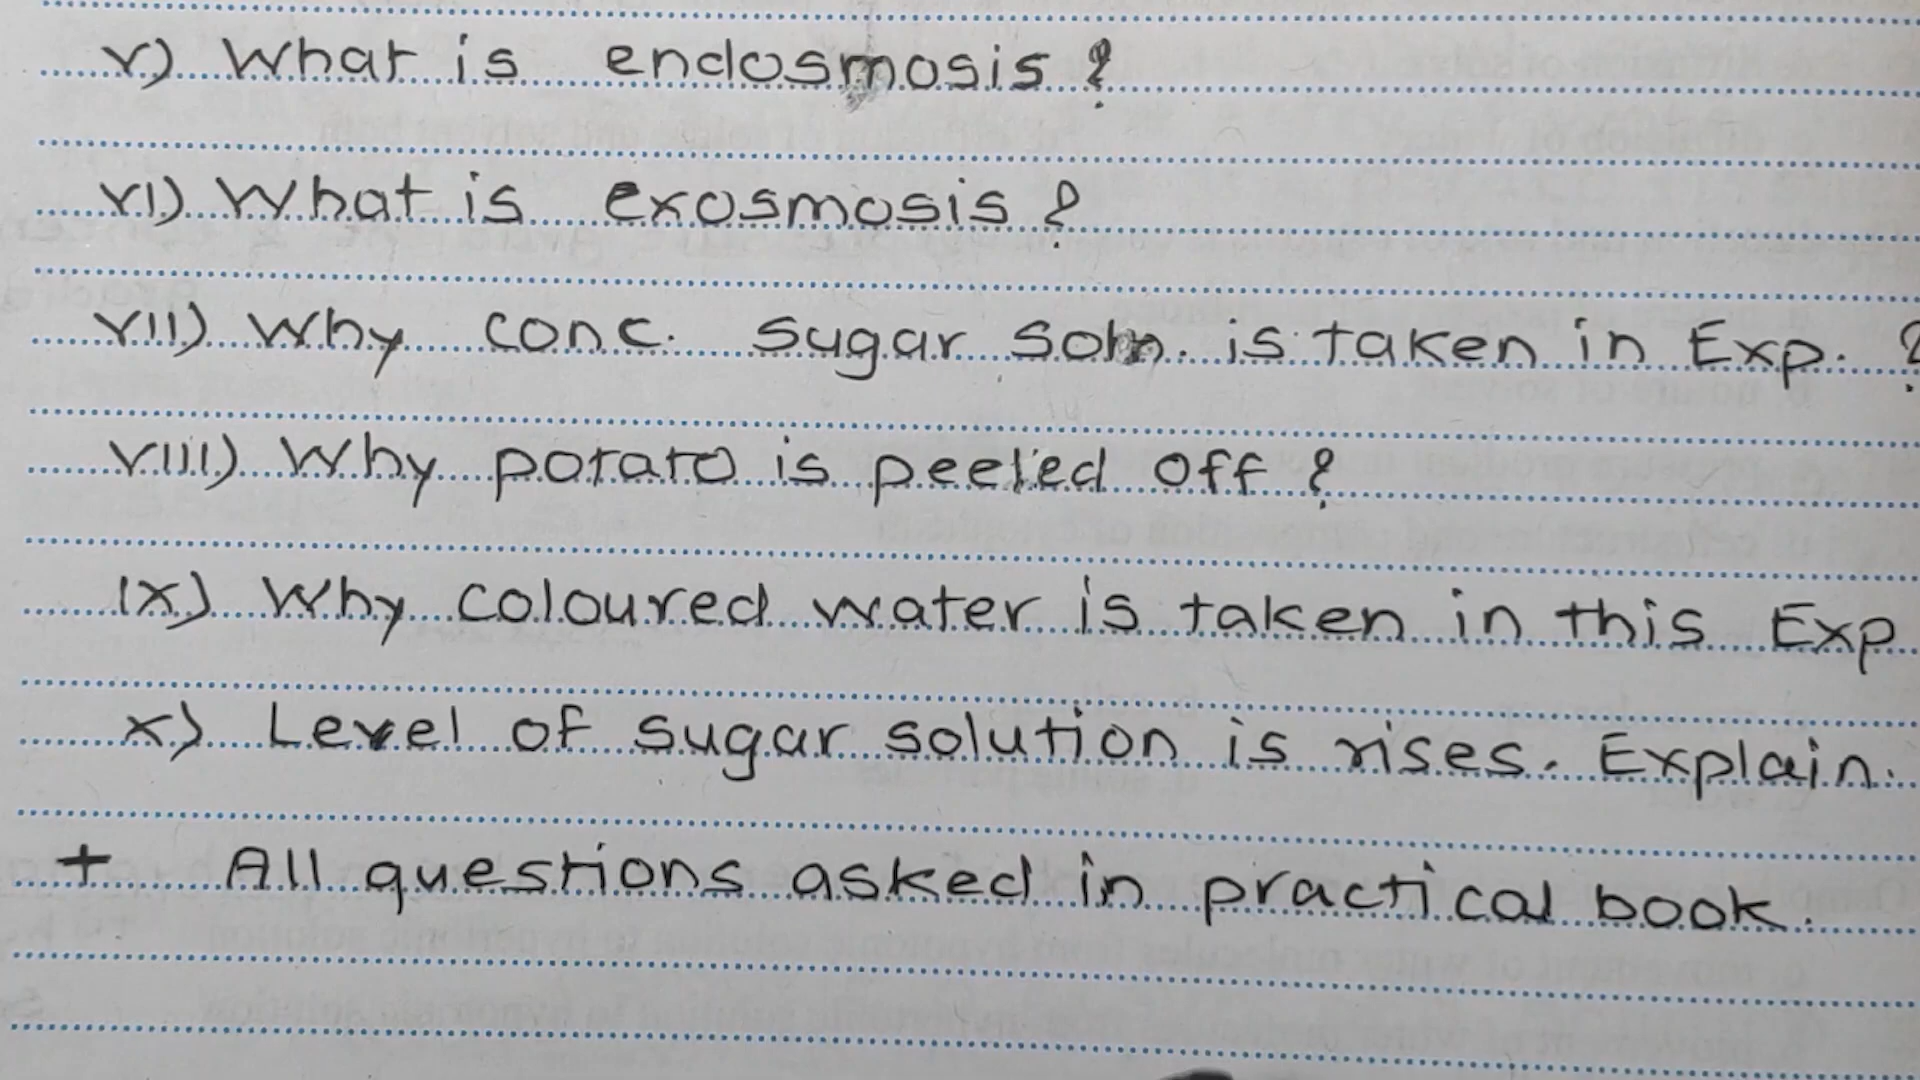 v) What is endosmosis?
vi) What is exosmosis?
vii) Why conc. sugar soln. is taken in Exp. ?
viii) Why potato is peeled off ?
ix) Why coloured water is taken in this Exp
x) Level of sugar solution is rises. Explain.
+ All questions asked in practical book.